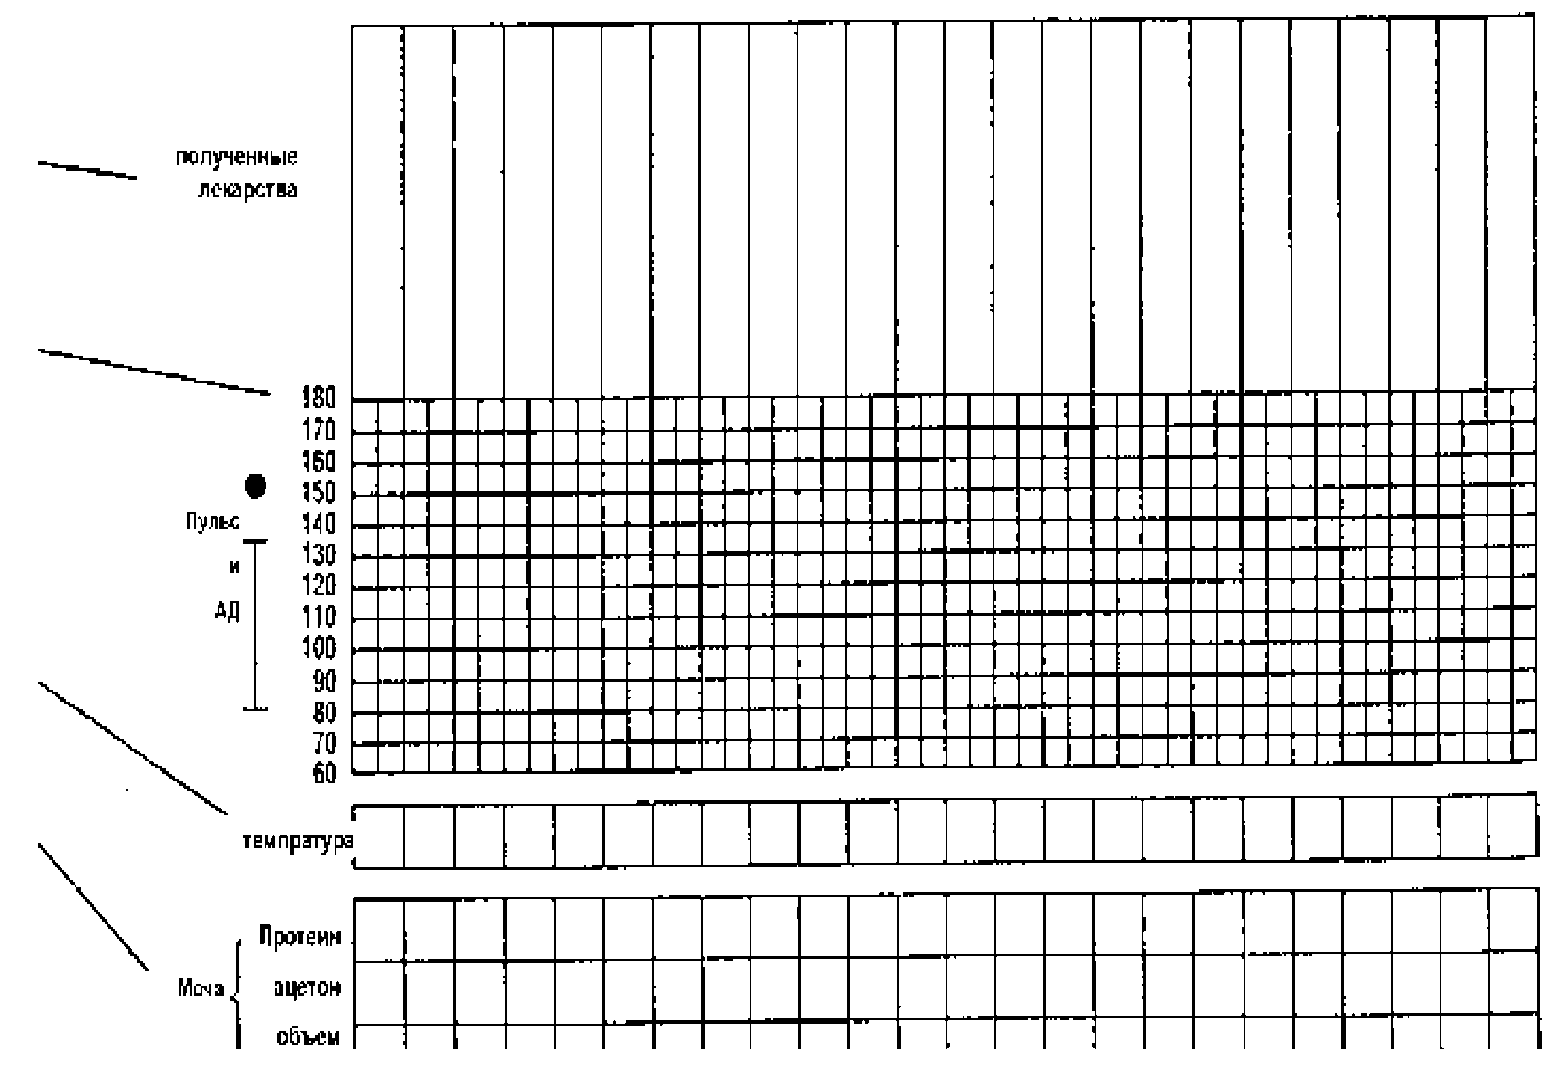 полученные
лекарства
180
170
160
150
140
130
120
110
100
90
80
70
60
Пульс
и
АД
темпратура
Протеин
Моча
ацетон
объем